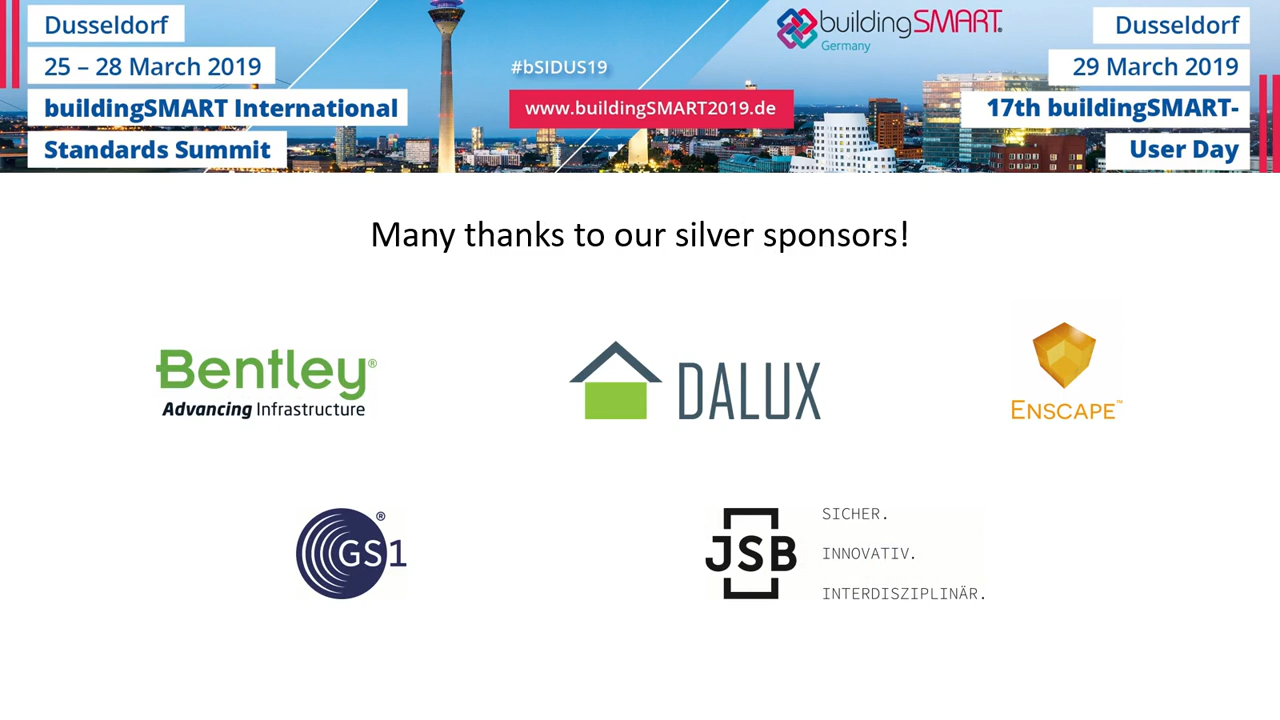 Dusseldorf
25 – 28 March 2019
buildingSMART International
Standards Summit
#bSIDUS19
www.buildingSMART2019.de
buildingSMART®
Germany
Dusseldorf
29 March 2019
17th buildingSMART-
User Day
Many thanks to our silver sponsors!
Bentley®
Advancing Infrastructure
DALUX
ENSCAPE™
GS1®
JSB
SICHER.
INNOVATIV.
INTERDISZIPLINÄR.